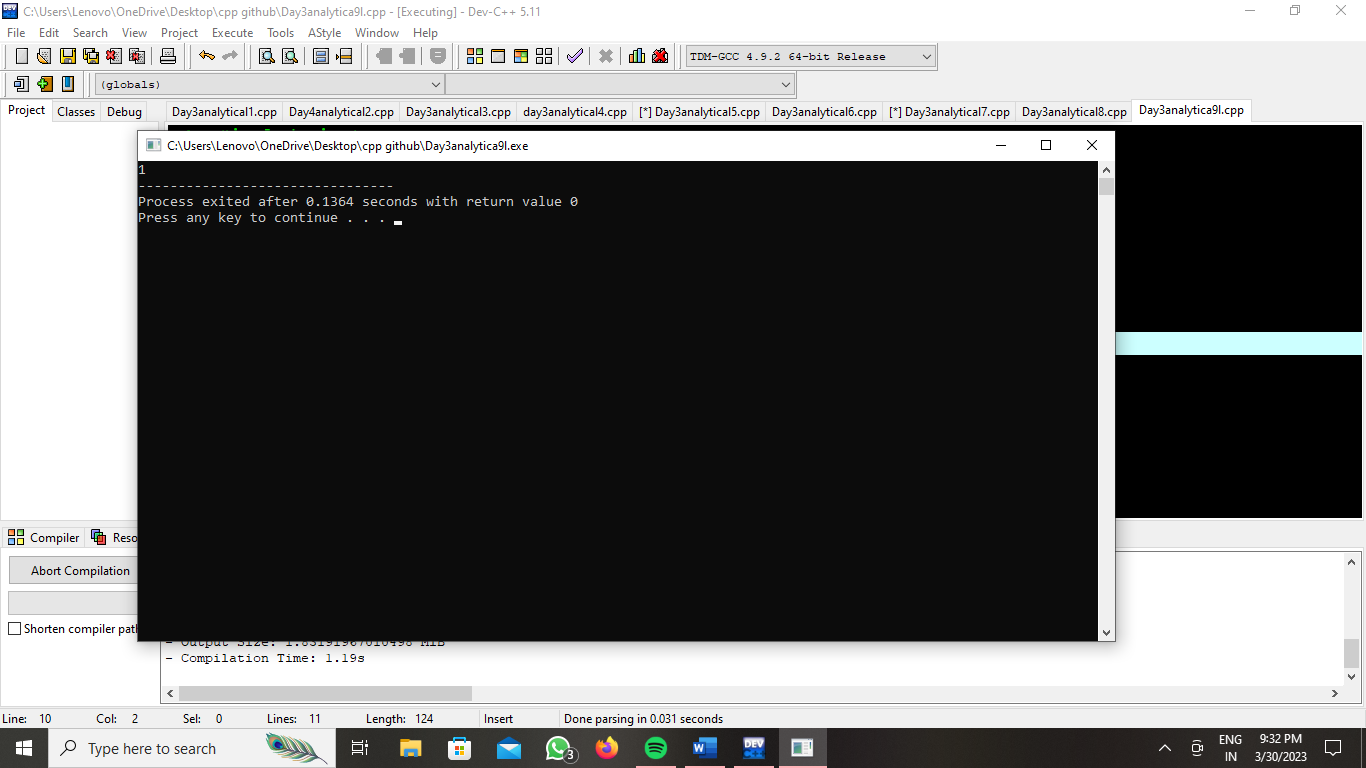 C:\Users\Lenovo\OneDrive\Desktop\cpp github\Day3analytica9l.cpp - [Executing] - Dev-C++ 5.11
File Edit Search View Project Execute Tools AStyle Window Help
TDM-GCC 4.9.2 64-bit Release
(globals)
Project Classes Debug Day3analytical1.cpp Day4analytical2.cpp Day3analytical3.cpp day3analytical4.cpp [*] Day3analytical5.cpp Day3analytical6.cpp [*] Day3analytical7.cpp Day3analytical8.cpp Day3analytica9l.cpp
C:\Users\Lenovo\OneDrive\Desktop\cpp github\Day3analytica9l.exe
1
--------------------------------
Process exited after 0.1364 seconds with return value 0
Press any key to continue . . .
Compiler Reso
Abort Compilation
Shorten compiler path
- Output Size: 1.83191967010498 MiB
- Compilation Time: 1.19s
Line: 10 Col: 2 Sel: 0 Lines: 11 Length: 124 Insert Done parsing in 0.031 seconds
Type here to search
3
W
DEV
ENG
IN
9:32 PM
3/30/2023